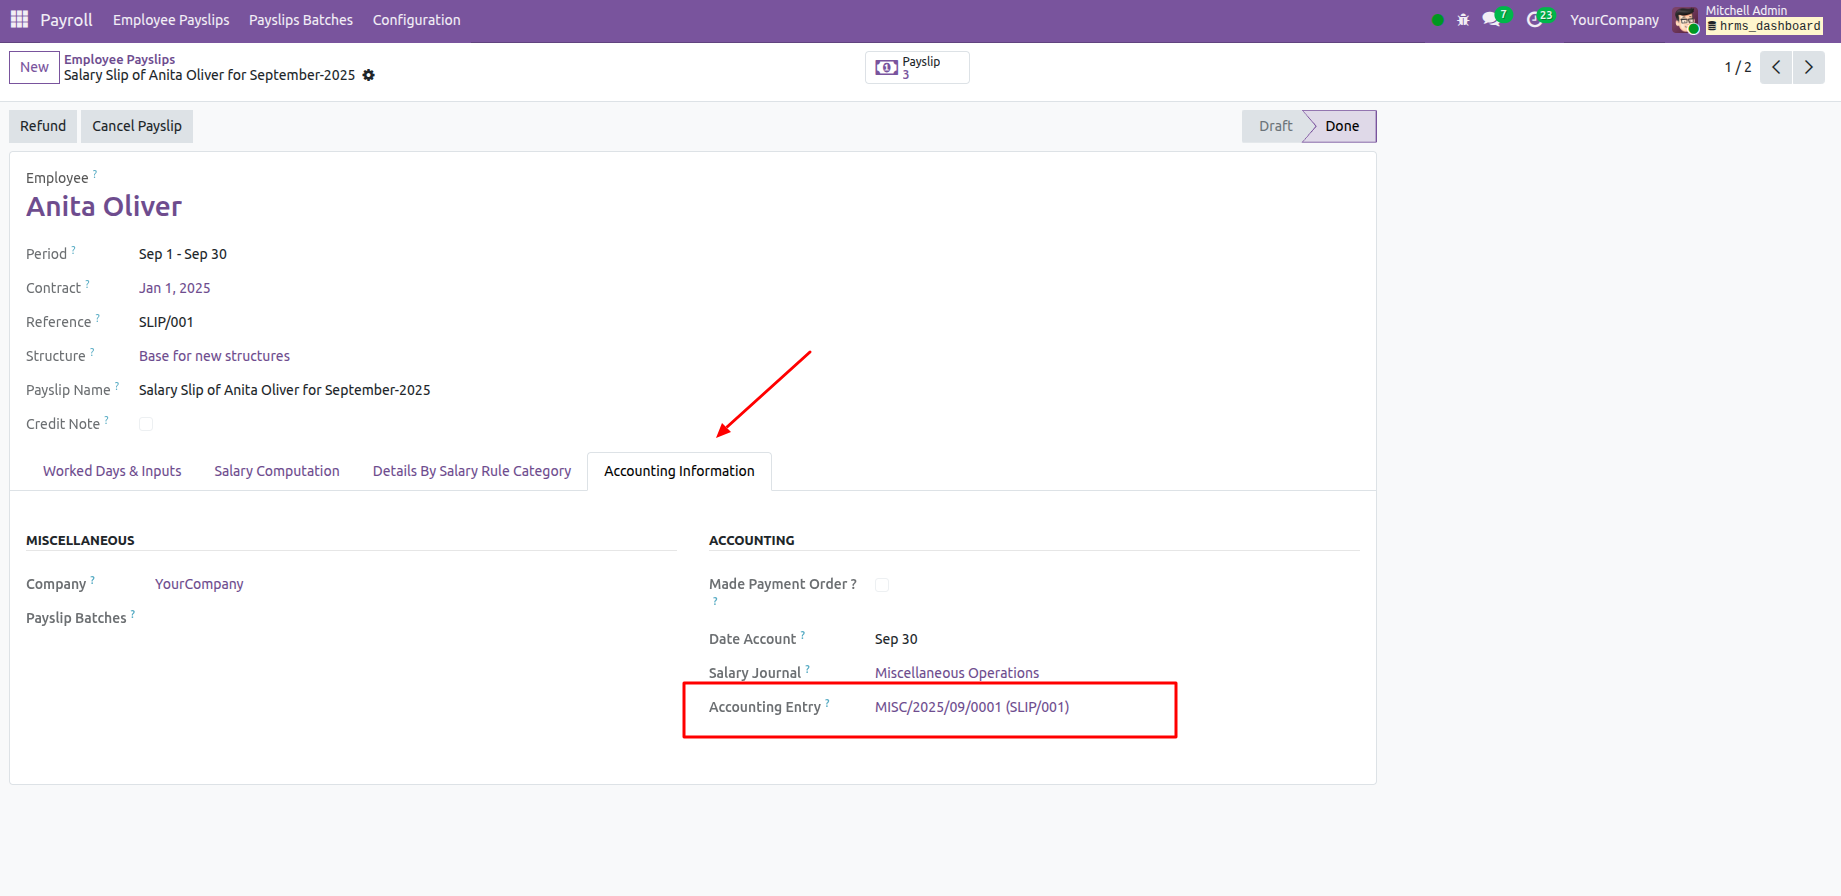 Payroll Employee Payslips Payslips Batches Configuration 7 23 YourCompany Mitchell Admin
hrms_dashboard
New Employee Payslips Payslip
Salary Slip of Anita Oliver for September-2025 3 1 / 2
Refund Cancel Payslip Draft Done
Employee ?
Anita Oliver
Period ? Sep 1 - Sep 30
Contract ? Jan 1, 2025
Reference ? SLIP/001
Structure ? Base for new structures
Payslip Name ? Salary Slip of Anita Oliver for September-2025
Credit Note ?
Worked Days & Inputs Salary Computation Details By Salary Rule Category Accounting Information
MISCELLANEOUS ACCOUNTING
Company ? YourCompany Made Payment Order ?
?
Payslip Batches ?
Date Account ? Sep 30
Salary Journal ? Miscellaneous Operations
Accounting Entry ? MISC/2025/09/0001 (SLIP/001)